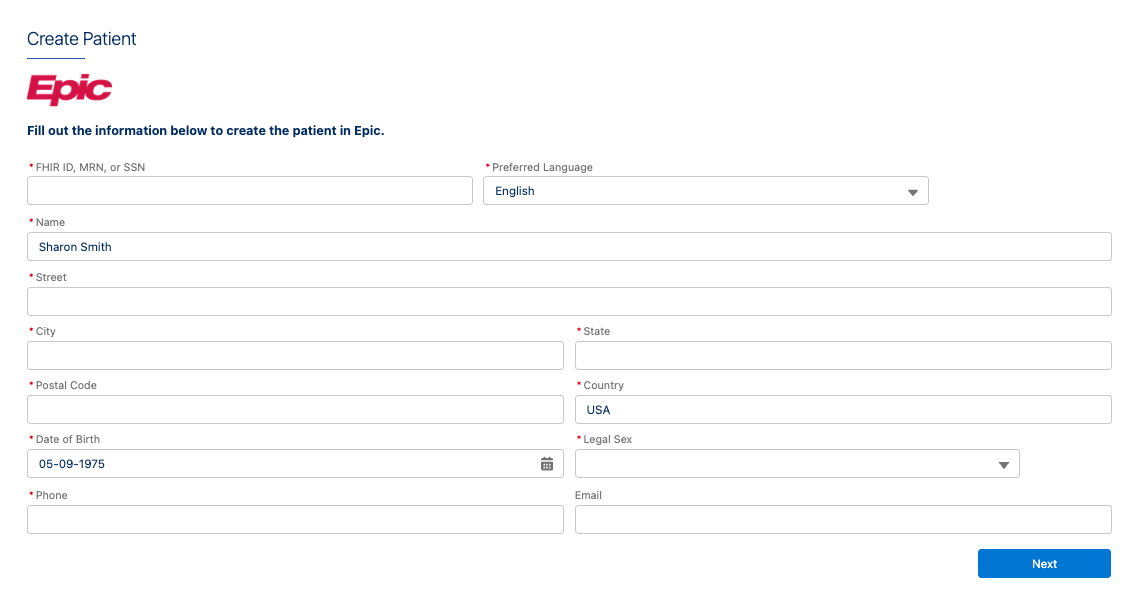 Create Patient
Epic
Fill out the information below to create the patient in Epic.
* FHIR ID, MRN, or SSN * Preferred Language
English
* Name
Sharon Smith
* Street
* City * State
* Postal Code * Country
USA
* Date of Birth * Legal Sex
05-09-1975
* Phone Email
Next